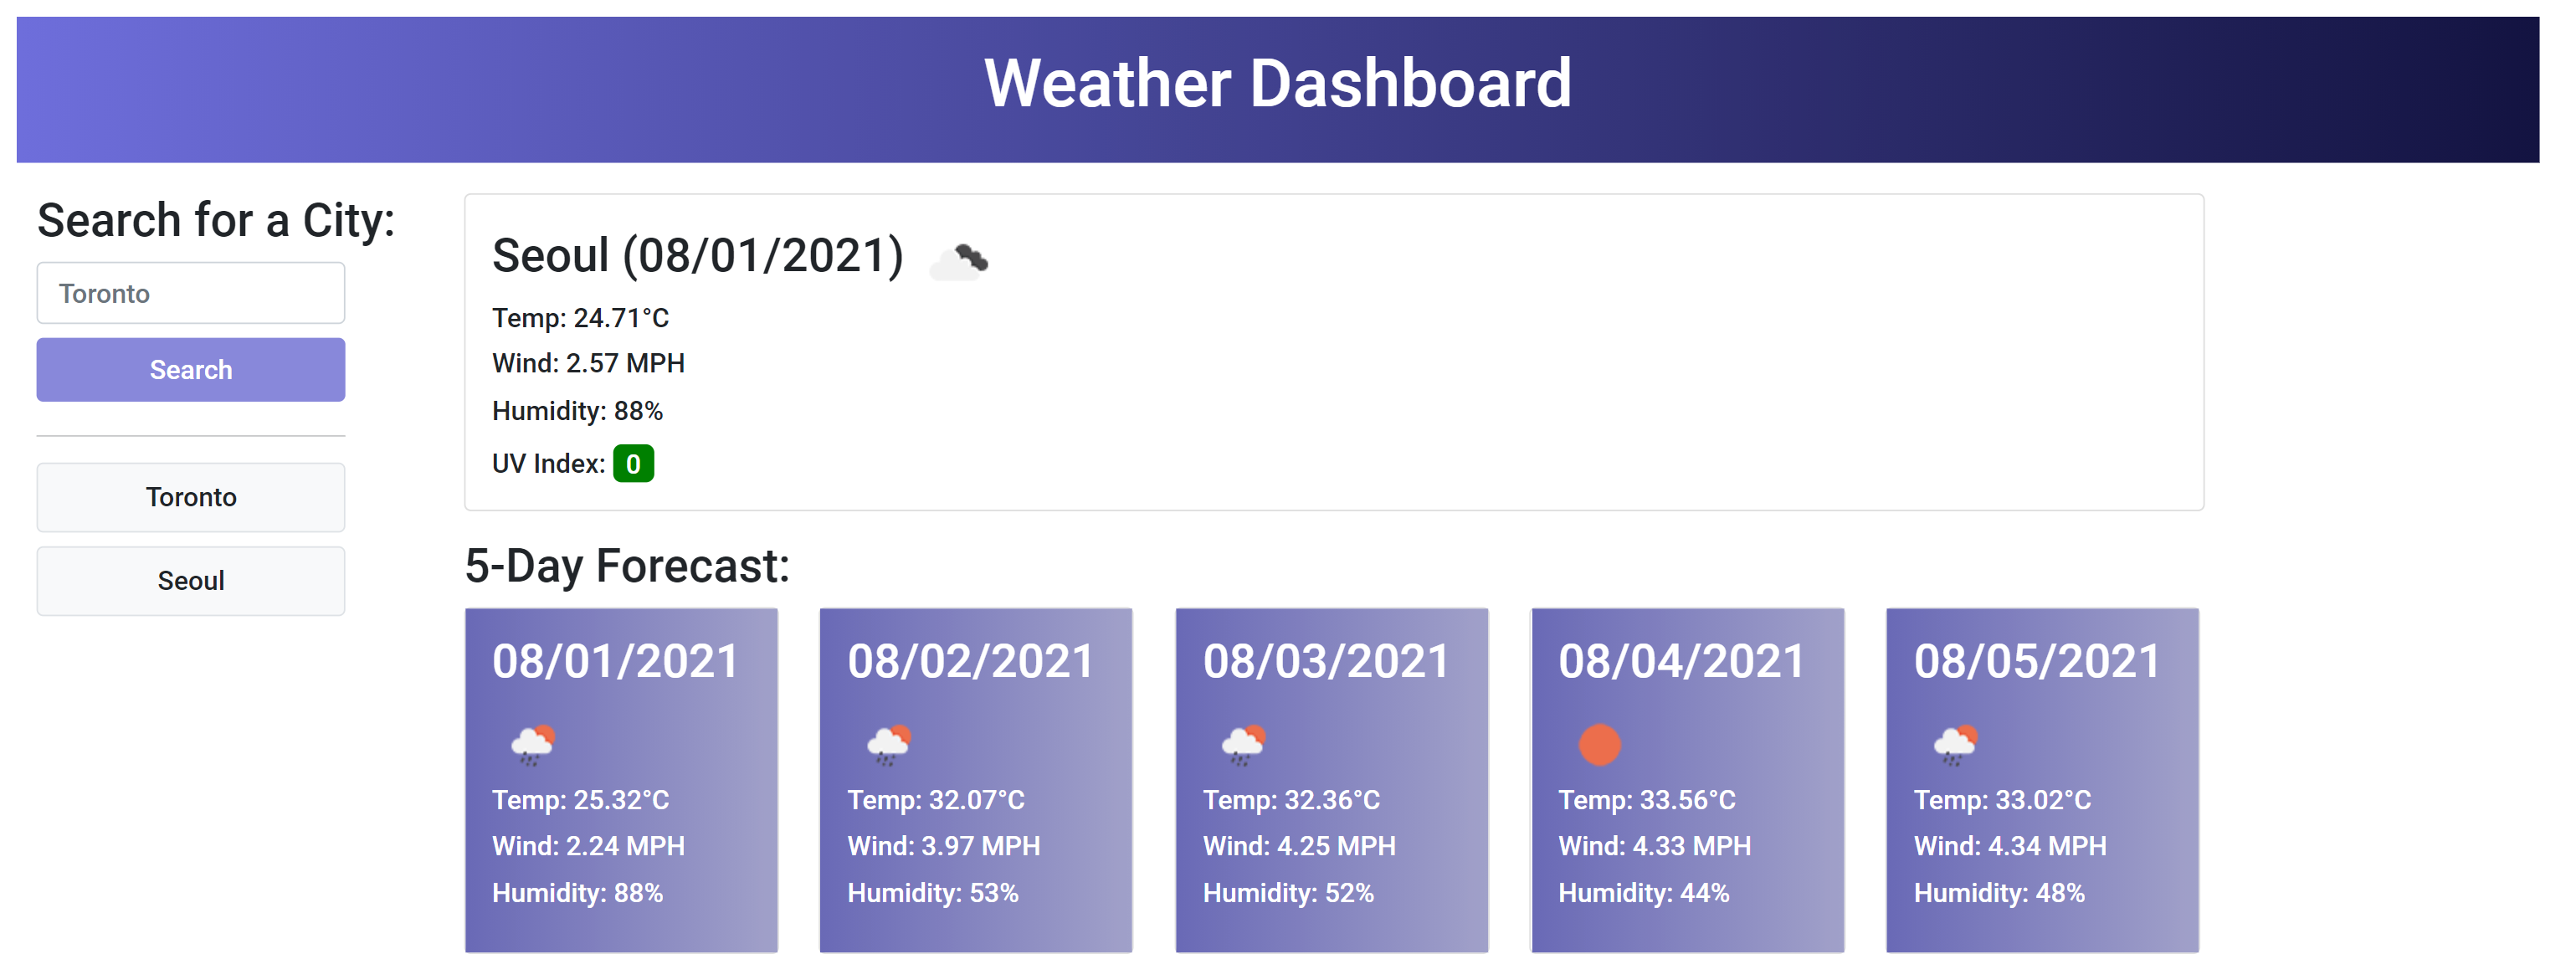 Weather Dashboard
Search for a City:
Toronto
Search
Toronto
Seoul
Seoul (08/01/2021)
Temp: 24.71°C
Wind: 2.57 MPH
Humidity: 88%
UV Index: 0
5-Day Forecast:
08/01/2021
Temp: 25.32°C
Wind: 2.24 MPH
Humidity: 88%
08/02/2021
Temp: 32.07°C
Wind: 3.97 MPH
Humidity: 53%
08/03/2021
Temp: 32.36°C
Wind: 4.25 MPH
Humidity: 52%
08/04/2021
Temp: 33.56°C
Wind: 4.33 MPH
Humidity: 44%
08/05/2021
Temp: 33.02°C
Wind: 4.34 MPH
Humidity: 48%